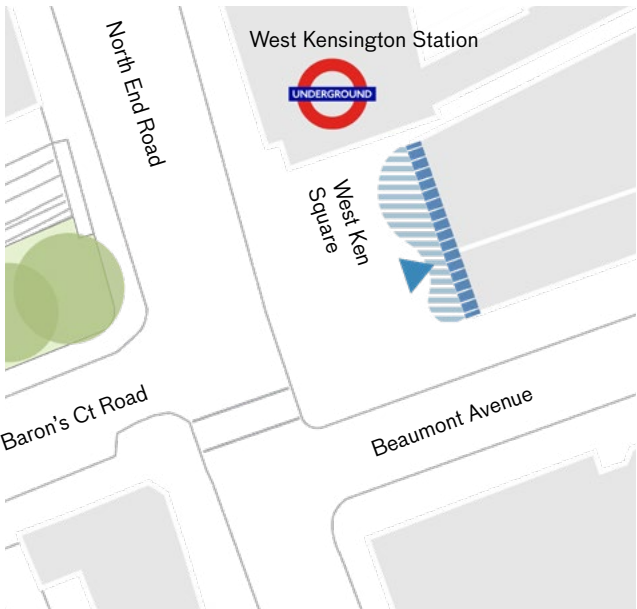 West Kensington Station
North End Road
UNDERGROUND
West Ken
Square
Baron's Ct Road
Beaumont Avenue